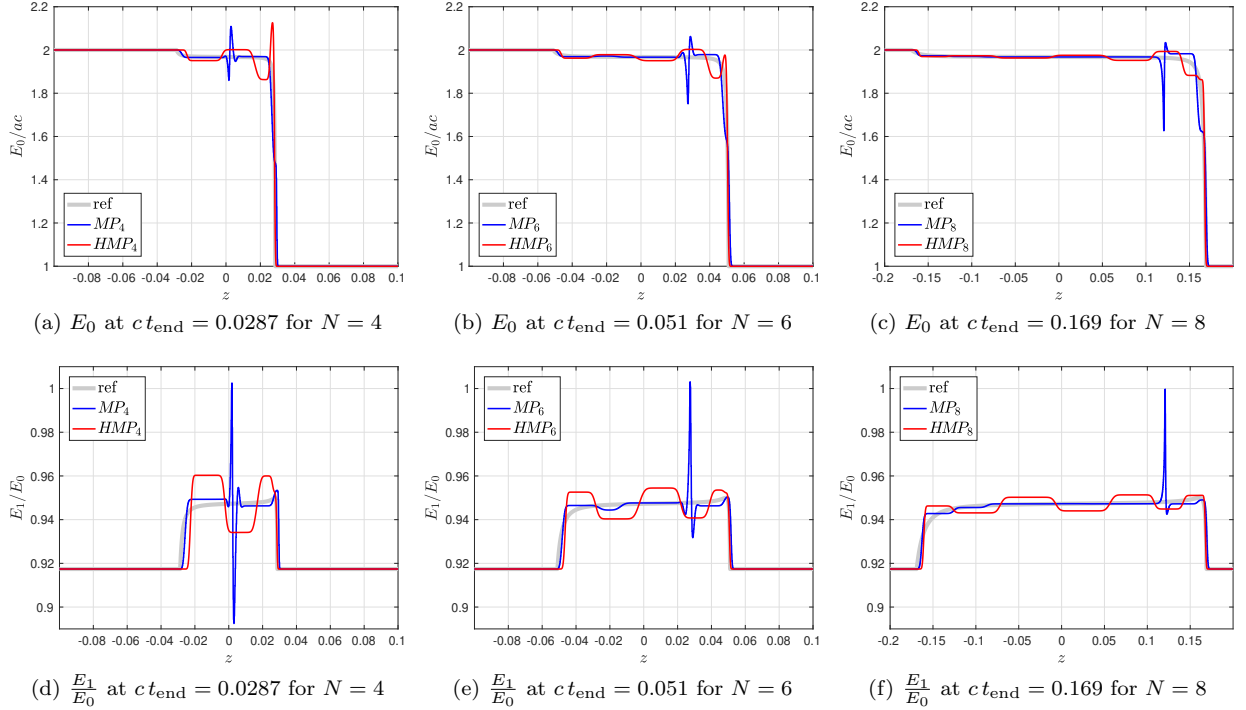 2.2
2
1.8
1.6
1.4
1.2
1
E₀/ac
ref
MP₄
HMP₄
-0.08 -0.06 -0.04 -0.02 0 0.02 0.04 0.06 0.08 0.1
z
(a) E₀ at c t_end = 0.0287 for N = 4
2.2
2
1.8
1.6
1.4
1.2
1
E₀/ac
ref
MP₆
HMP₆
-0.08 -0.06 -0.04 -0.02 0 0.02 0.04 0.06 0.08 0.1
z
(b) E₀ at c t_end = 0.051 for N = 6
2.2
2
1.8
1.6
1.4
1.2
1
E₀/ac
ref
MP₈
HMP₈
-0.2 -0.15 -0.1 -0.05 0 0.05 0.1 0.15
z
(c) E₀ at c t_end = 0.169 for N = 8
1
0.98
0.96
0.94
0.92
0.9
E₁/E₀
ref
MP₄
HMP₄
-0.08 -0.06 -0.04 -0.02 0 0.02 0.04 0.06 0.08 0.1
z
(d) E₁/E₀ at c t_end = 0.0287 for N = 4
1
0.98
0.96
0.94
0.92
0.9
E₁/E₀
ref
MP₆
HMP₆
-0.08 -0.06 -0.04 -0.02 0 0.02 0.04 0.06 0.08 0.1
z
(e) E₁/E₀ at c t_end = 0.051 for N = 6
1
0.98
0.96
0.94
0.92
0.9
E₁/E₀
ref
MP₈
HMP₈
-0.2 -0.15 -0.1 -0.05 0 0.05 0.1 0.15
z
(f) E₁/E₀ at c t_end = 0.169 for N = 8